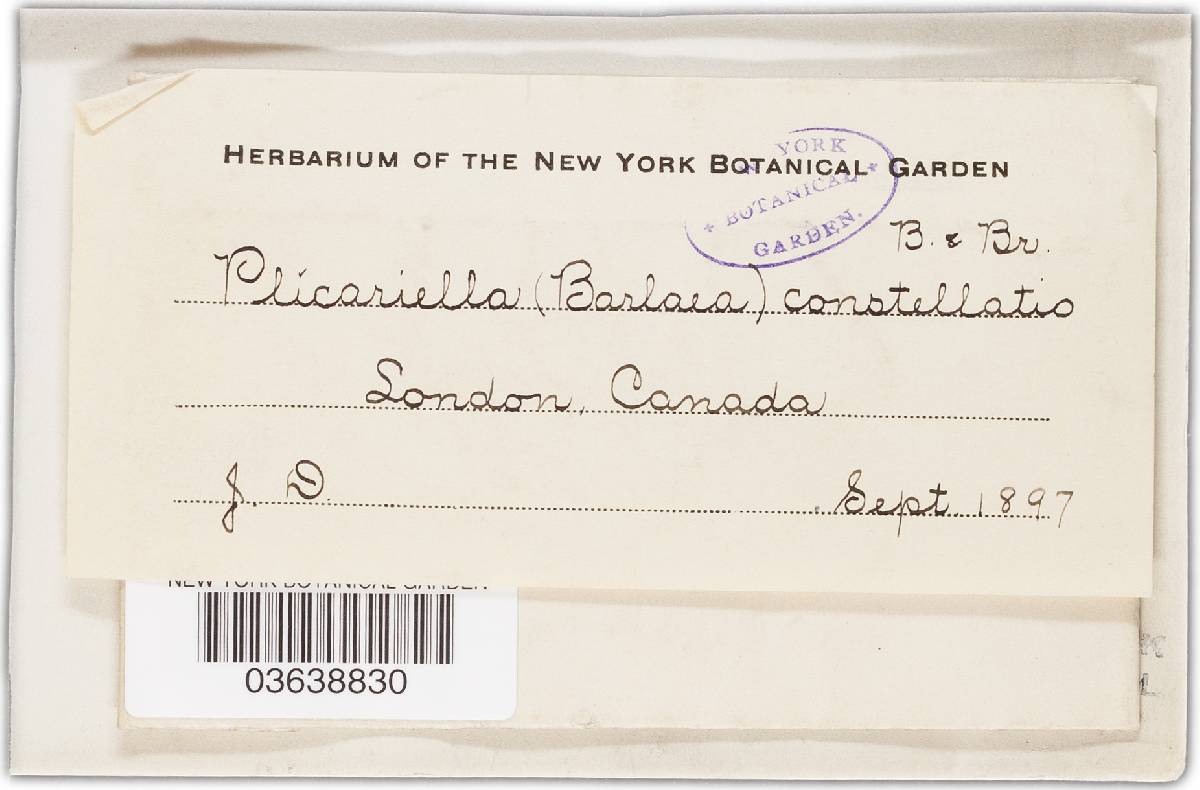 HERBARIUM OF THE NEW YORK BOTANICAL GARDEN
YORK
BOTANICAL
GARDEN.
B. & Br.
Plicariella (Barlaea) constellatio
London, Canada
J. D.
Sept 1897
NEW YORK BOTANICAL GARDEN
03638830